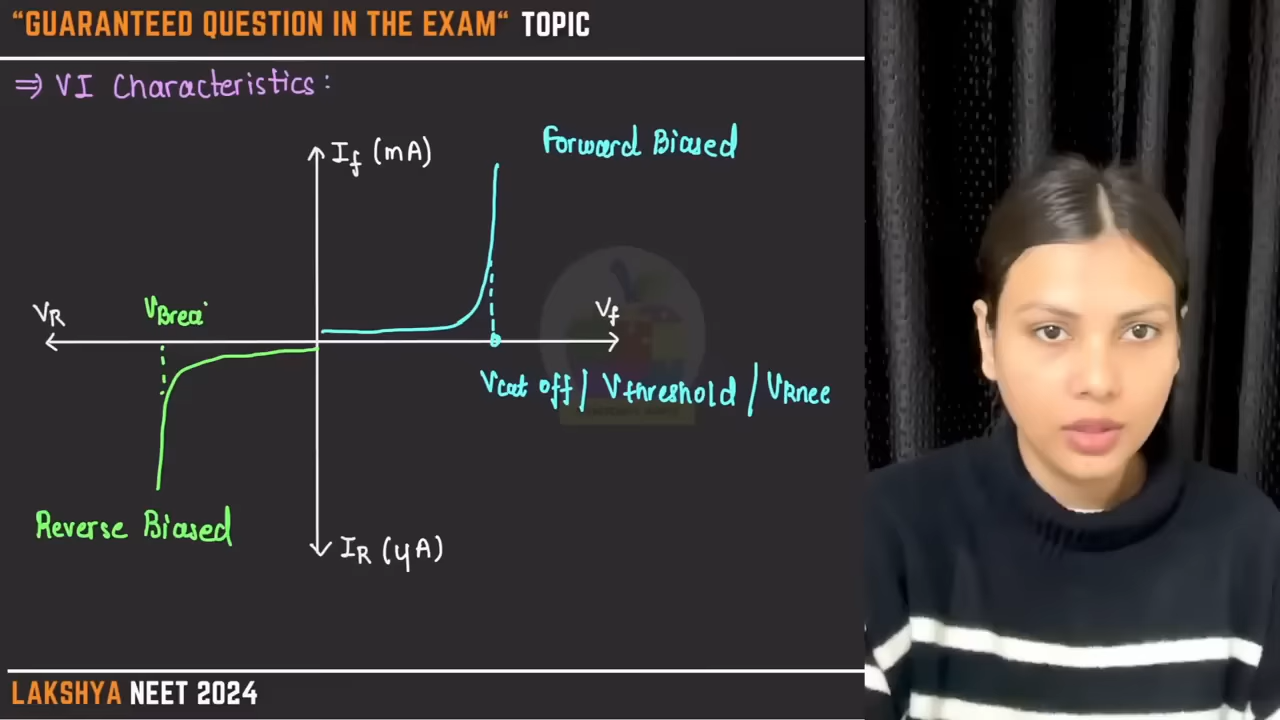 “GUARANTEED QUESTION IN THE EXAM“ TOPIC
⇒ VI Characteristics:
If (mA)
Forward Biased
VR
VBrea
Vf
Vcut off / Vthreshold / VKnee
Reverse Biased
IR (μA)
LAKSHYA NEET 2024